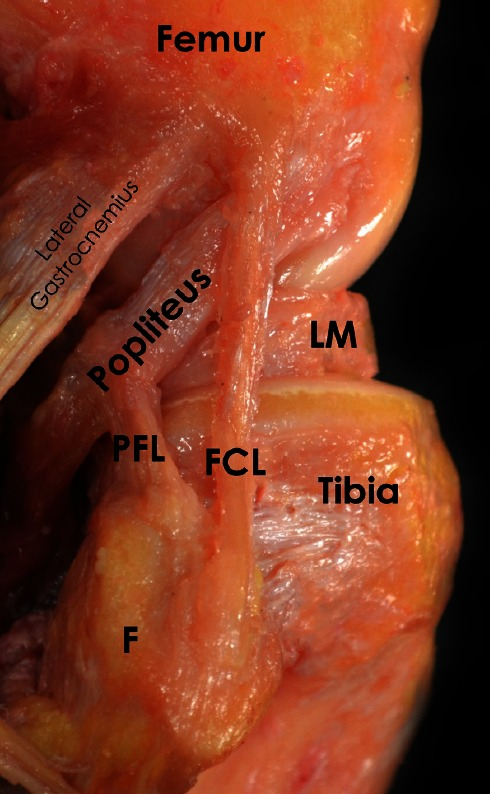 Femur
Lateral
Gastrocnemius
Popliteus
LM
PFL
FCL
Tibia
F